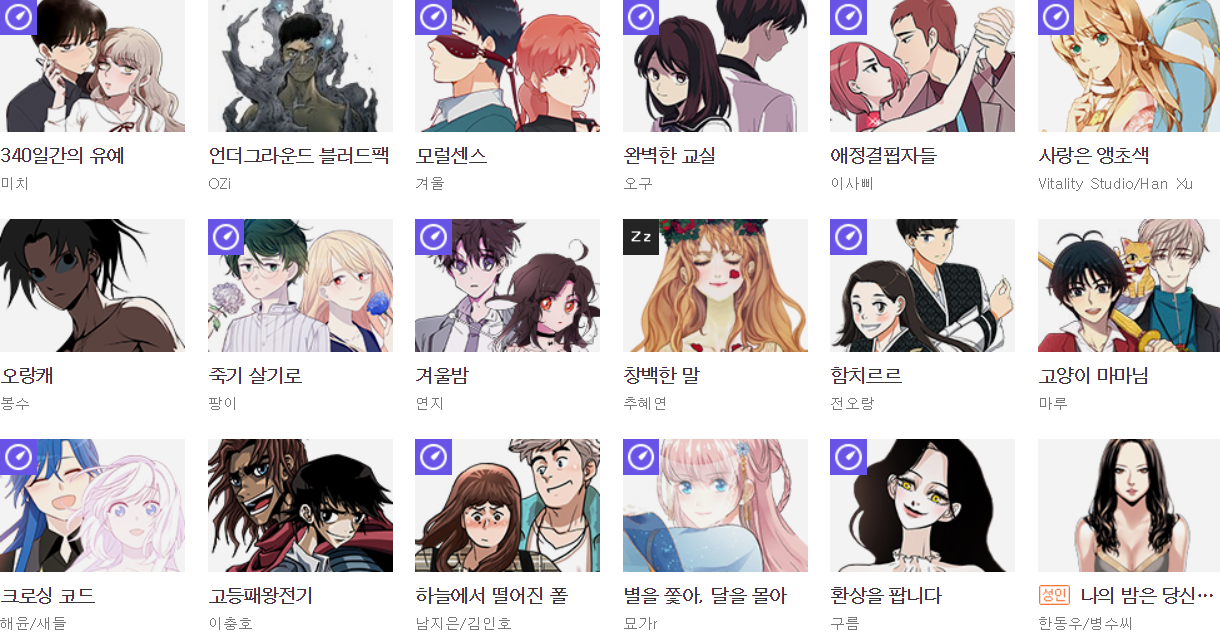 340일간의 유예
언더그라운드 블러드팩
모럴센스
완벽한 교실
애정결핍자들
사랑은 앵초색
미치
OZi
겨울
오구
이사삐
Vitality Studio/Han Xu
Zz
오랑캐
죽기 살기로
겨울밤
창백한 말
함치르르
고양이 마마님
봉수
팡이
연지
추혜연
전오랑
마루
크로싱 코드
고등패왕전기
하늘에서 떨어진 폴
별을 쫓아, 달을 몰아
환상을 팝니다
성인 나의 밤은 당신…
해윤/새들
이충호
남지은/김인호
묘가r
구름
한동우/병수씨